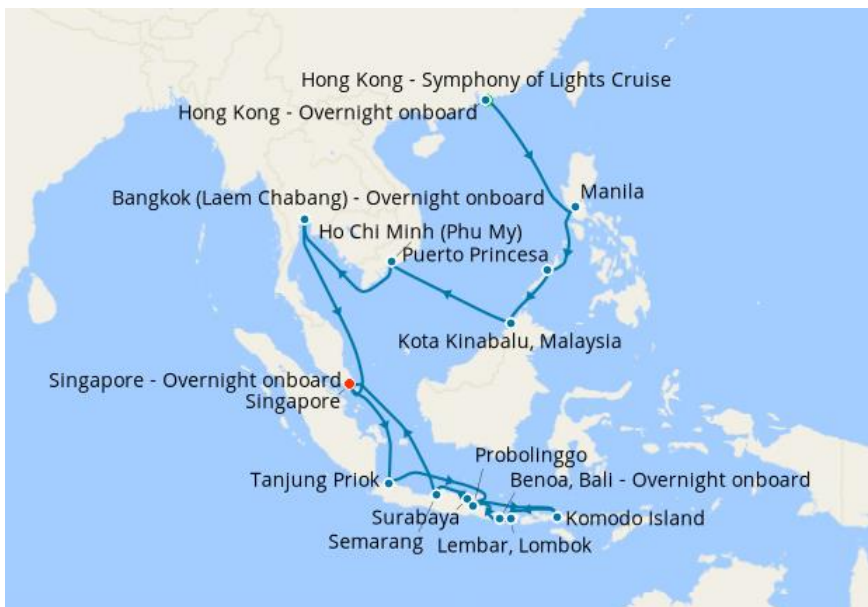 Hong Kong - Symphony of Lights Cruise
Hong Kong - Overnight onboard
Manila
Bangkok (Laem Chabang) - Overnight onboard
Ho Chi Minh (Phu My)
Puerto Princesa
Kota Kinabalu, Malaysia
Singapore - Overnight onboard
Singapore
Probolinggo
Tanjung Priok
Benoa, Bali - Overnight onboard
Surabaya
Komodo Island
Semarang
Lembar, Lombok